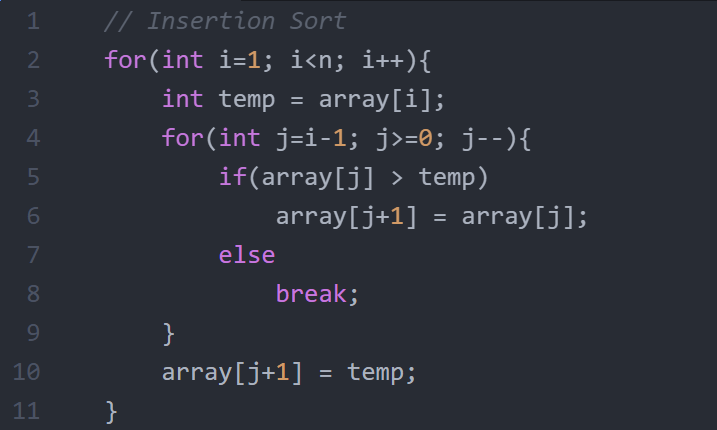 1 // Insertion Sort
2 for(int i=1; i<n; i++){
3 int temp = array[i];
4 for(int j=i-1; j>=0; j--){
5 if(array[j] > temp)
6 array[j+1] = array[j];
7 else
8 break;
9 }
10 array[j+1] = temp;
11 }